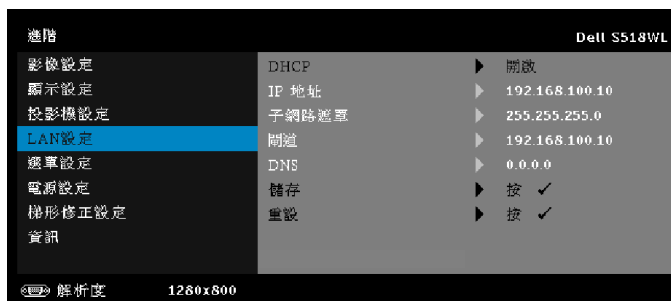 進階 Dell S518WL
影像設定 DHCP 開啟
顯示設定 IP 地址 192.168.100.10
投影機設定 子網路遮罩 255.255.255.0
LAN設定 閘道 192.168.100.10
選單設定 DNS 0.0.0.0
電源設定 儲存 按 ✓
梯形修正設定 重設 按 ✓
資訊
解析度 1280x800